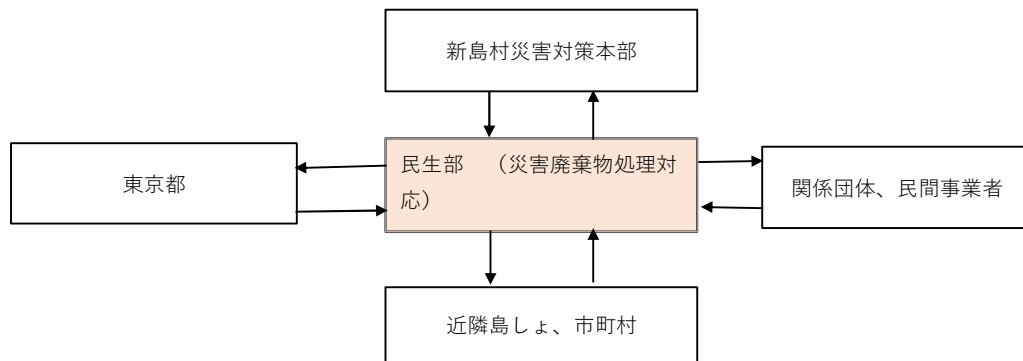 新島村災害対策本部
東京都
民生部　（災害廃棄物処理対
応）
関係団体、民間事業者
近隣島しょ、市町村